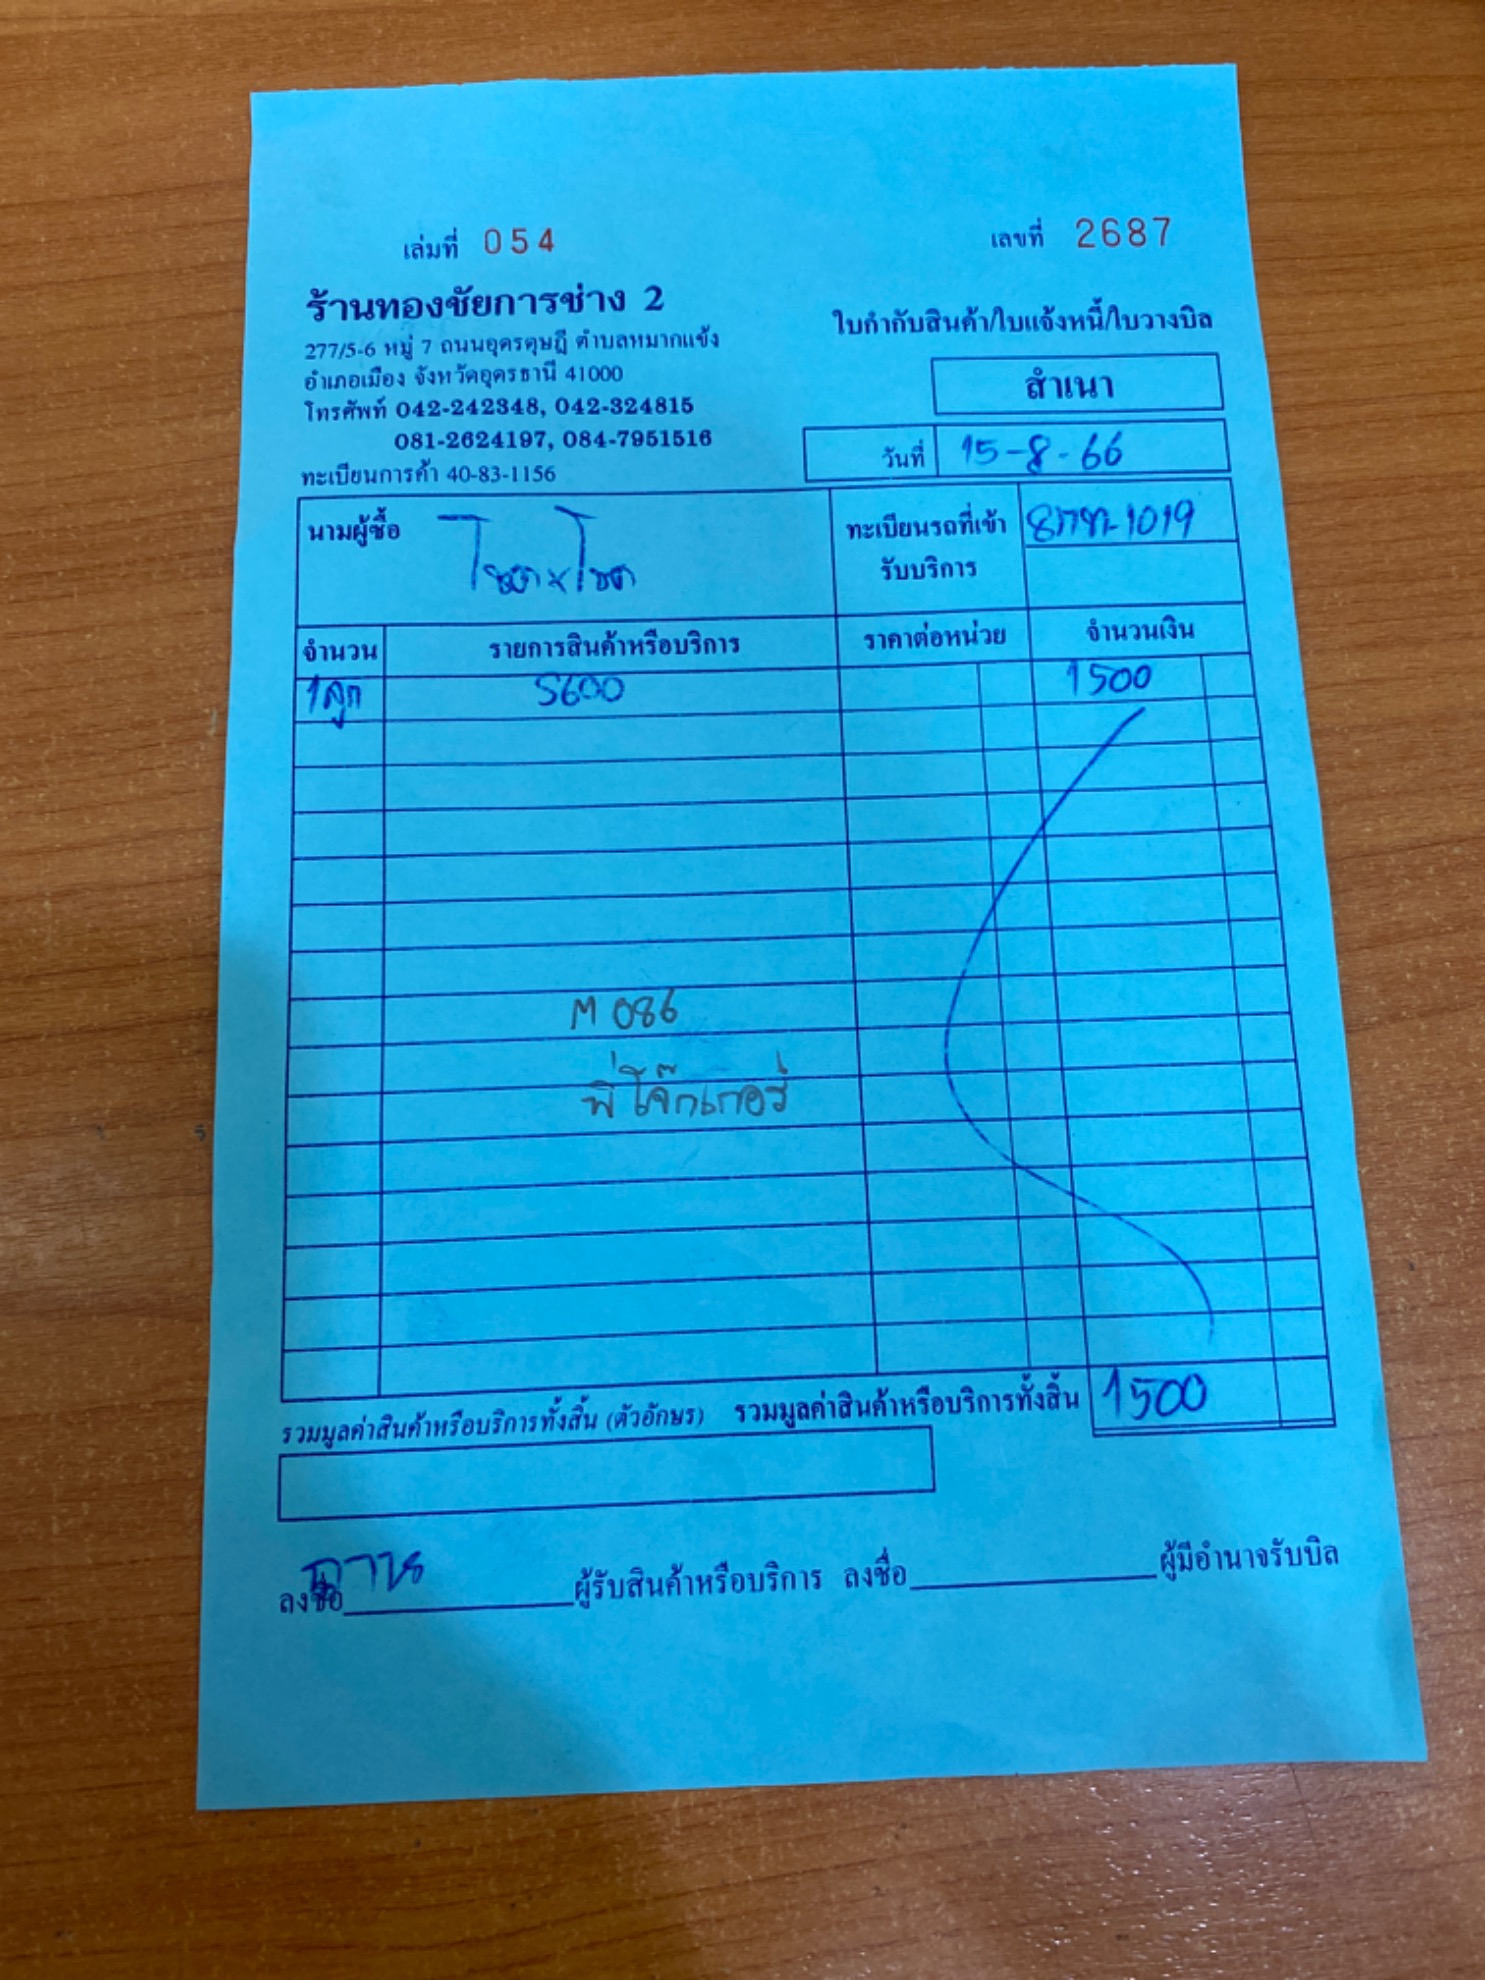 เล่มที่ 054
เลขที่ 2687
ร้านทองชัยการช่าง 2
277/5-6 หมู่ 7 ถนนอุดรดุษฎี ตำบลหมากแข้ง
อำเภอเมือง จังหวัดอุดรธานี 41000
โทรศัพท์ 042-242348, 042-324815
081-2624197, 084-7951516
ทะเบียนการค้า 40-83-1156
ใบกำกับสินค้า/ใบแจ้งหนี้/ใบวางบิล
สำเนา
วันที่ 15-8-66
นามผู้ซื้อ
ทะเบียนรถที่เข้า
รับบริการ
1019
จำนวน รายการสินค้าหรือบริการ ราคาต่อหน่วย จำนวนเงิน
1ลูก 5600 1500
M 086
พี่โจ๊กเกอร์
รวมมูลค่าสินค้าหรือบริการทั้งสิ้น (ตัวอักษร) รวมมูลค่าสินค้าหรือบริการทั้งสิ้น 1500
ลงชื่อ ผู้รับสินค้าหรือบริการ ลงชื่อ ผู้มีอำนาจรับบิล